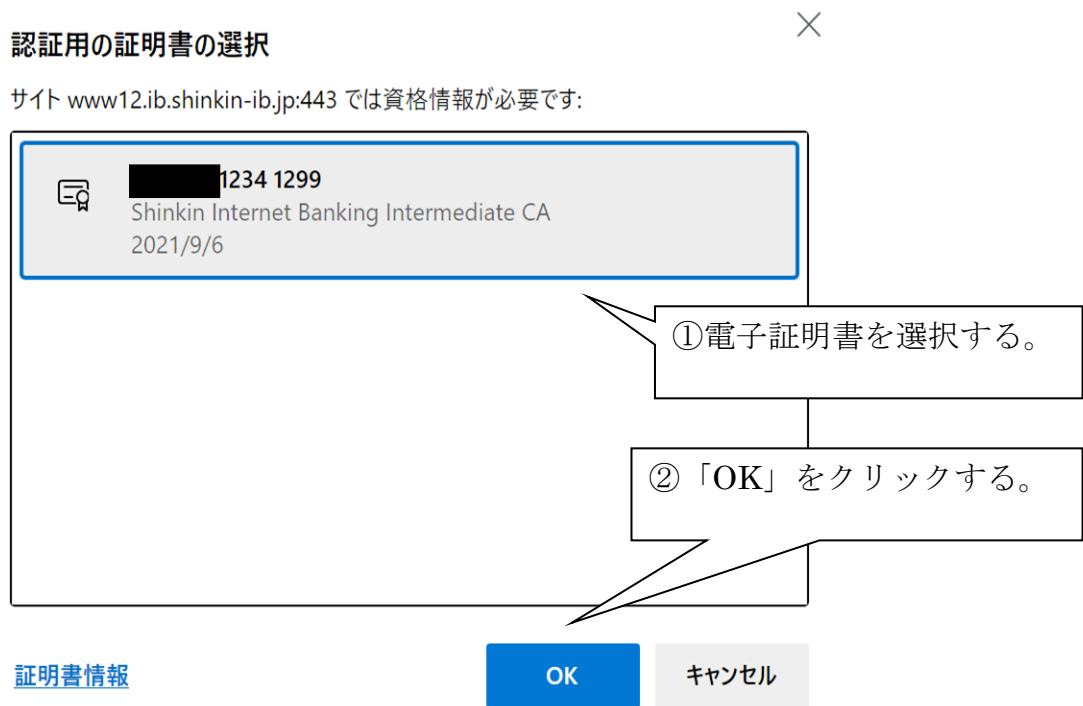 認証用の証明書の選択
サイト www12.ib.shinkin-ib.jp:443 では資格情報が必要です:
1234 1299
Shinkin Internet Banking Intermediate CA
2021/9/6
①電子証明書を選択する。
②「OK」をクリックする。
証明書情報
OK
キャンセル